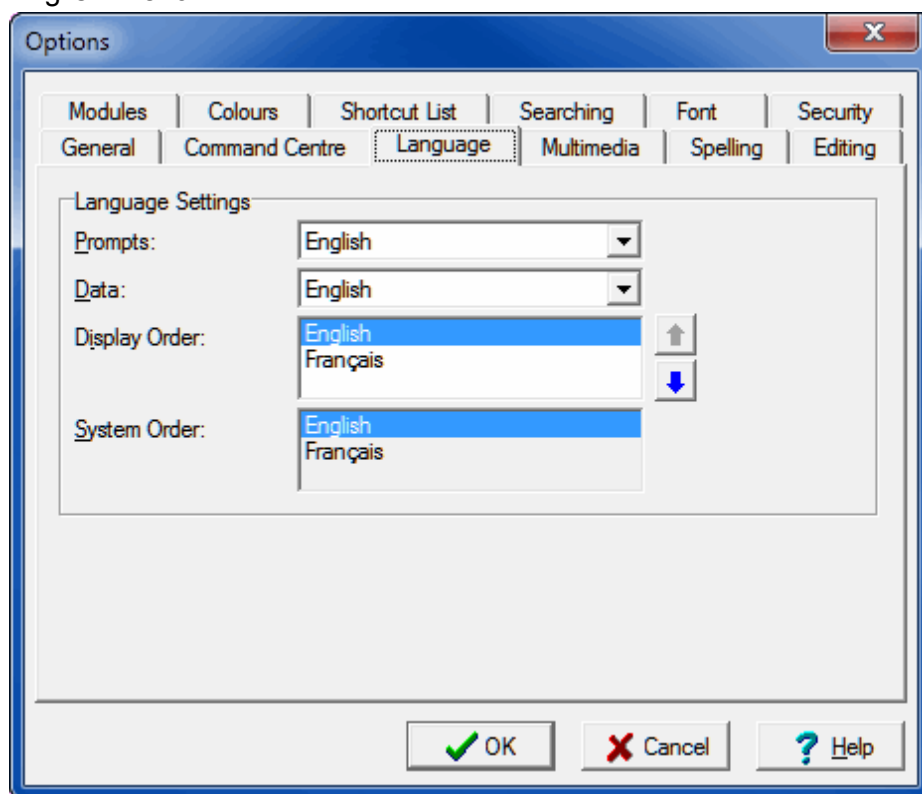 Options
Modules Colours Shortcut List Searching Font Security
General Command Centre Language Multimedia Spelling Editing
Language Settings
Prompts: English
Data: English
Display Order: English
Français
System Order: English
Français
OK Cancel Help